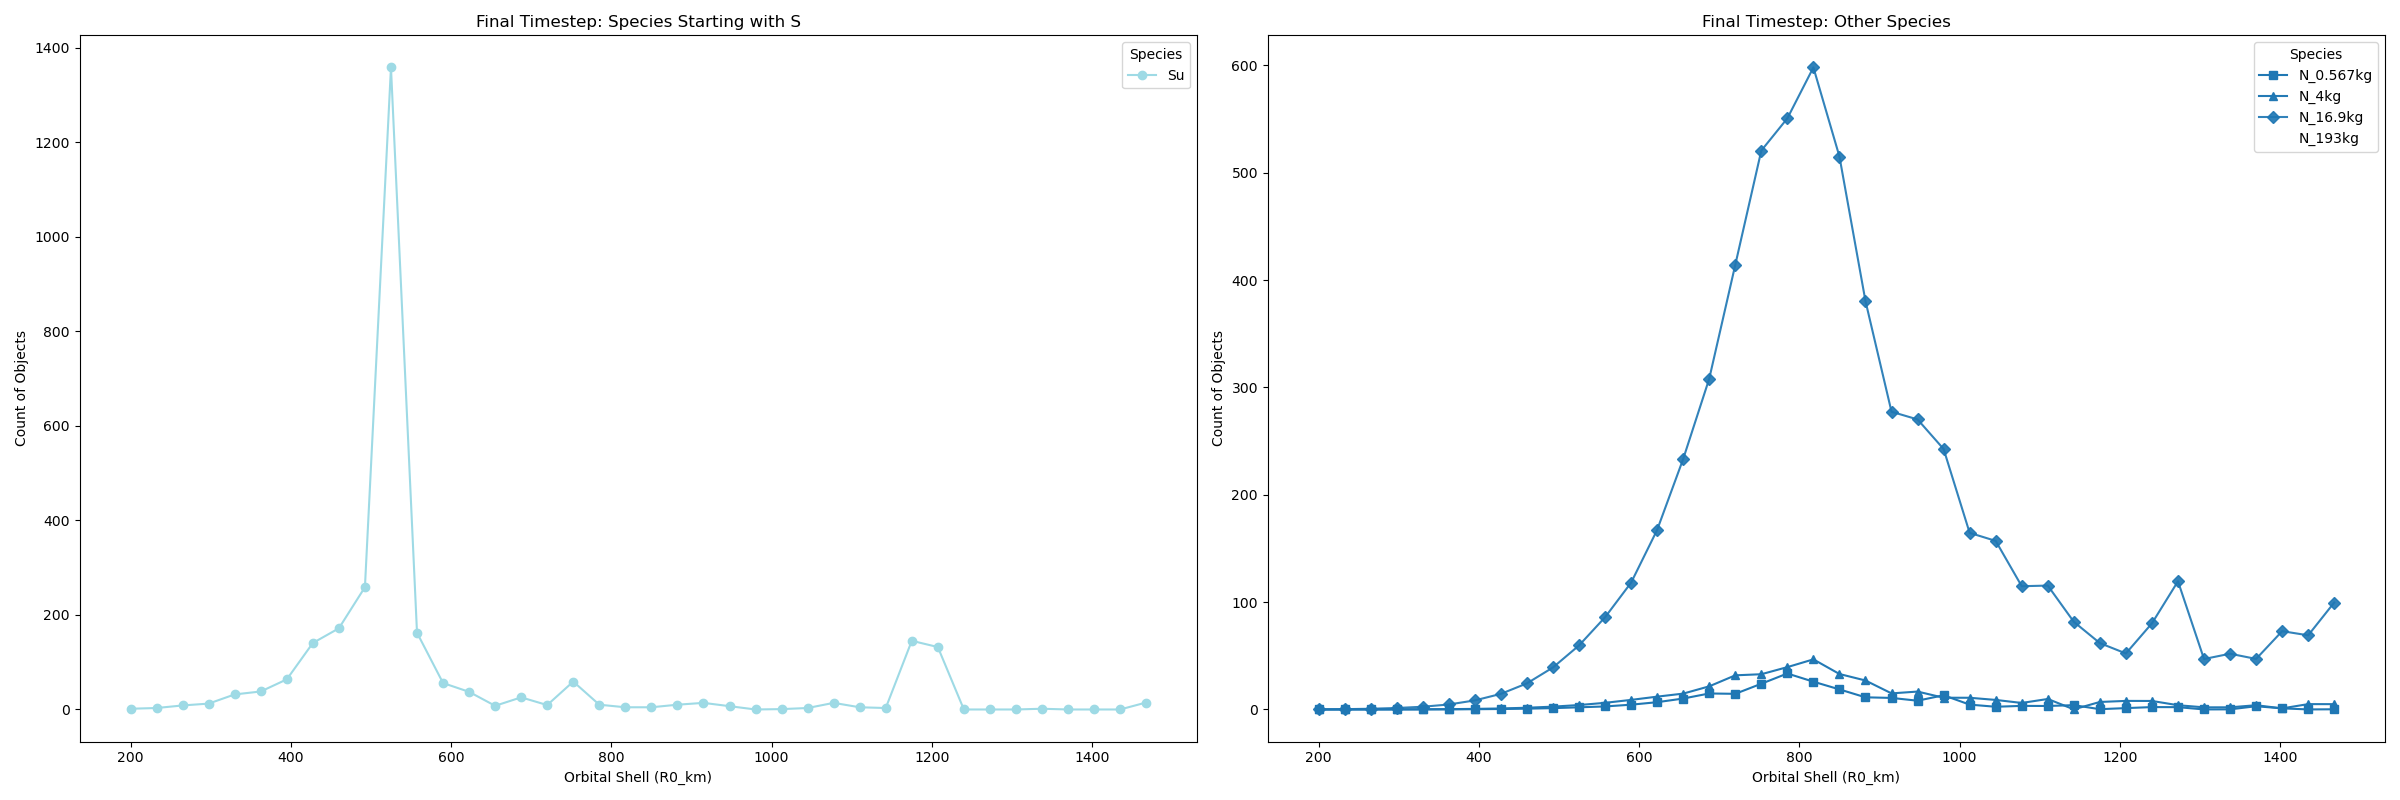 Final Timestep: Species Starting with S
Count of Objects
1400
1200
1000
800
600
400
200
0
200 400 600 800 1000 1200 1400
Orbital Shell (R0_km)
Species
Su
Final Timestep: Other Species
Count of Objects
600
500
400
300
200
100
0
200 400 600 800 1000 1200 1400
Orbital Shell (R0_km)
Species
N_0.567kg
N_4kg
N_16.9kg
N_193kg